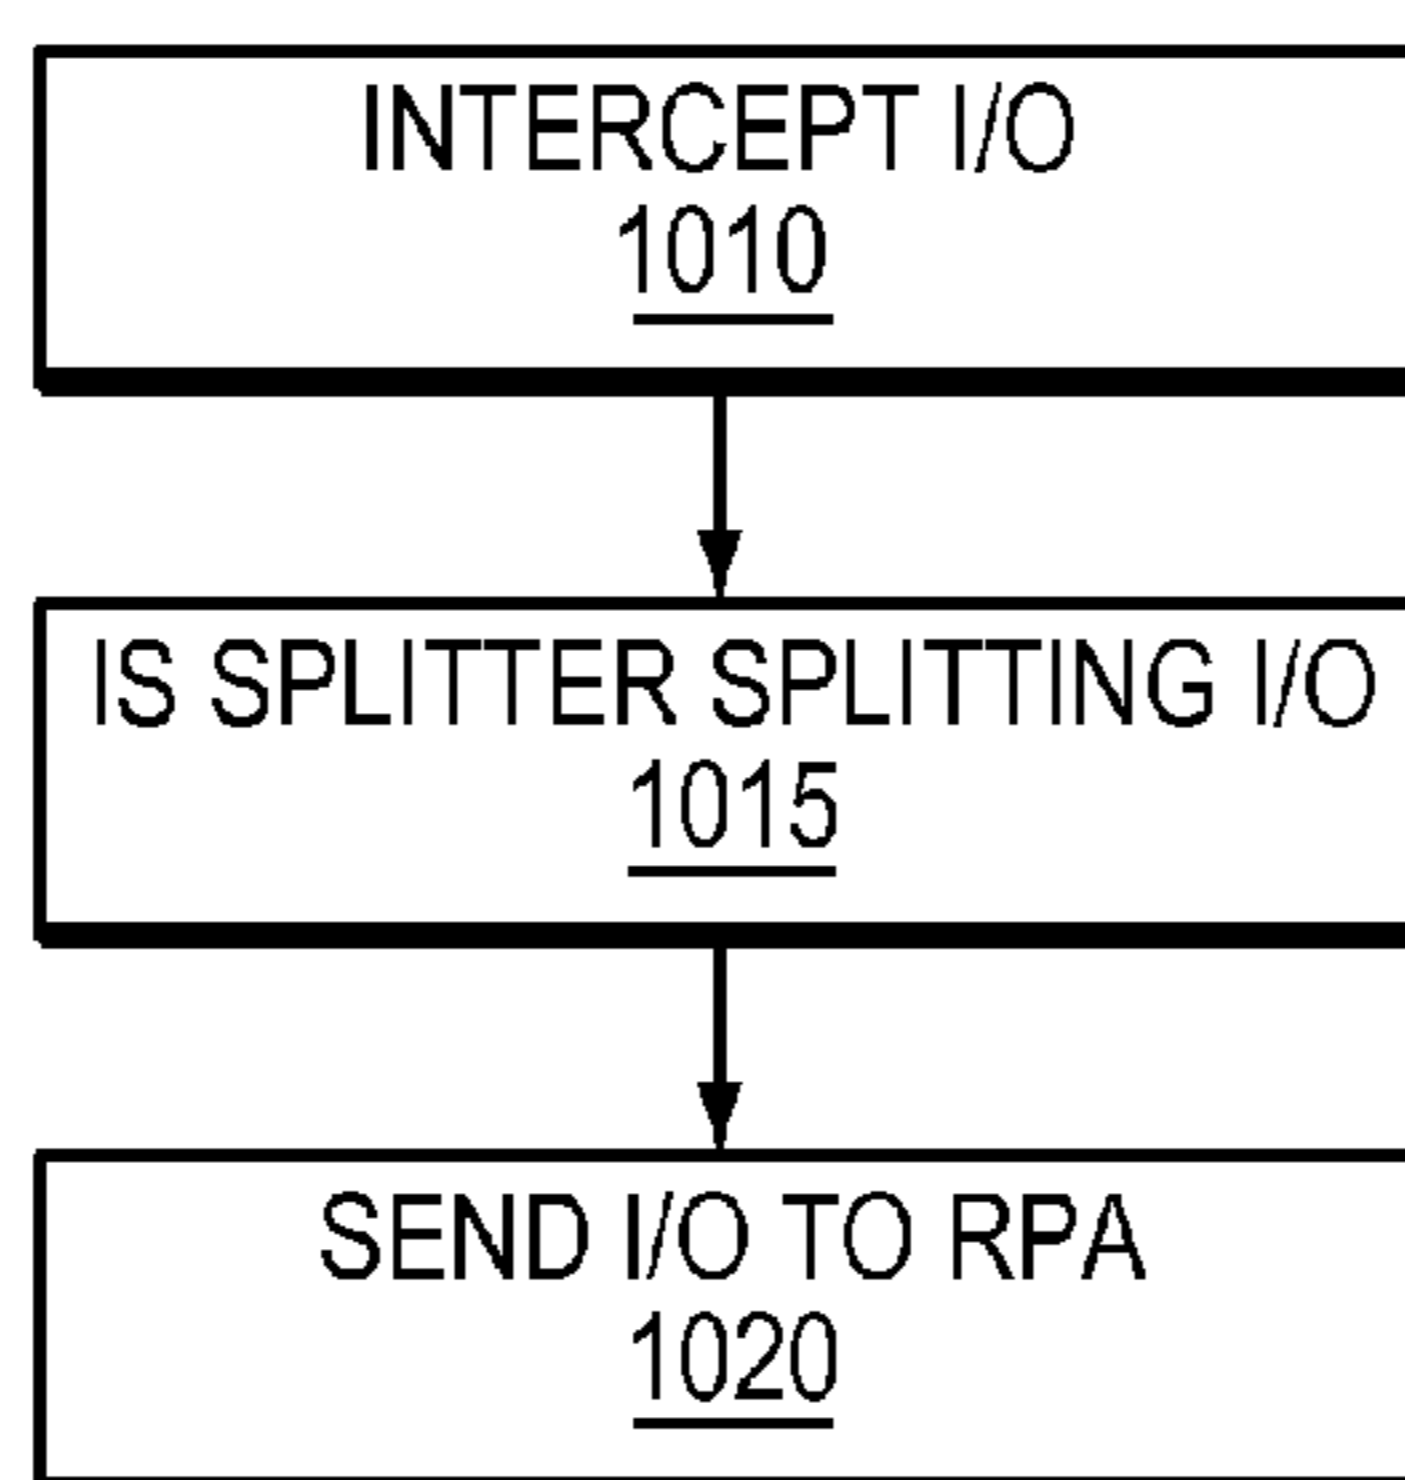 INTERCEPT I/O
1010
IS SPLITTER SPLITTING I/O
1015
SEND I/O TO RPA
1020